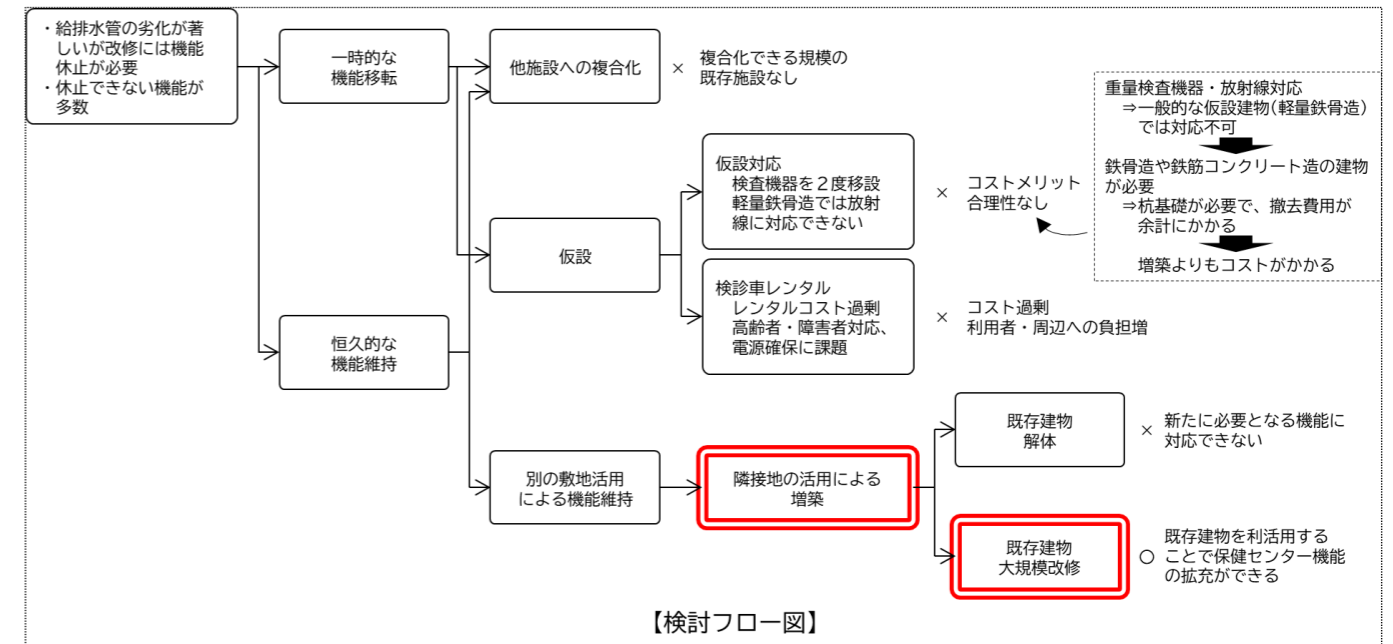 ・給排水管の劣化が著
しいが改修には機能
休止が必要
・休止できない機能が
多数
一時的な
機能移転
他施設への複合化
× 複合化できる規模の
既存施設なし
重量検査機器・放射線対応
⇒一般的な仮設建物(軽量鉄骨造)
では対応不可
鉄骨造や鉄筋コンクリート造の建物
が必要
⇒杭基礎が必要で、撤去費用が
余計にかかる
増築よりもコストがかかる
仮設対応
検査機器を２度移設
軽量鉄骨造では放射
線に対応できない
× コストメリット
合理性なし
仮設
検診車レンタル
レンタルコスト過剰
高齢者・障害者対応、
電源確保に課題
× コスト過剰
利用者・周辺への負担増
恒久的な
機能維持
別の敷地活用
による機能維持
隣接地の活用による
増築
既存建物
解体
× 新たに必要となる機能に
対応できない
既存建物
大規模改修
○ 既存建物を利活用する
ことで保健センター機能
の拡充ができる
【検討フロー図】